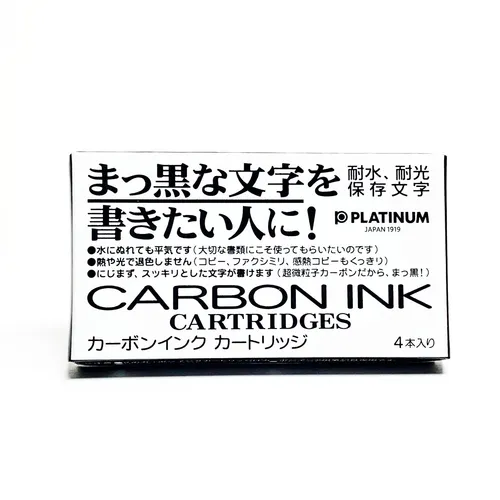 まっ黒な文字を
書きたい人に！
耐水、耐光
保存文字
PLATINUM
JAPAN 1919
●水にぬれても平気です（大切な書類にこそ使ってもらいたいのです）
●熱や光で退色しません（コピー、ファクシミリ、感熱コピーもくっきり）
●にじまず、スッキリとした文字が書けます（超微粒子カーボンだから、まっ黒！）
CARBON INK
CARTRIDGES
カーボンインク カートリッジ
4本入り